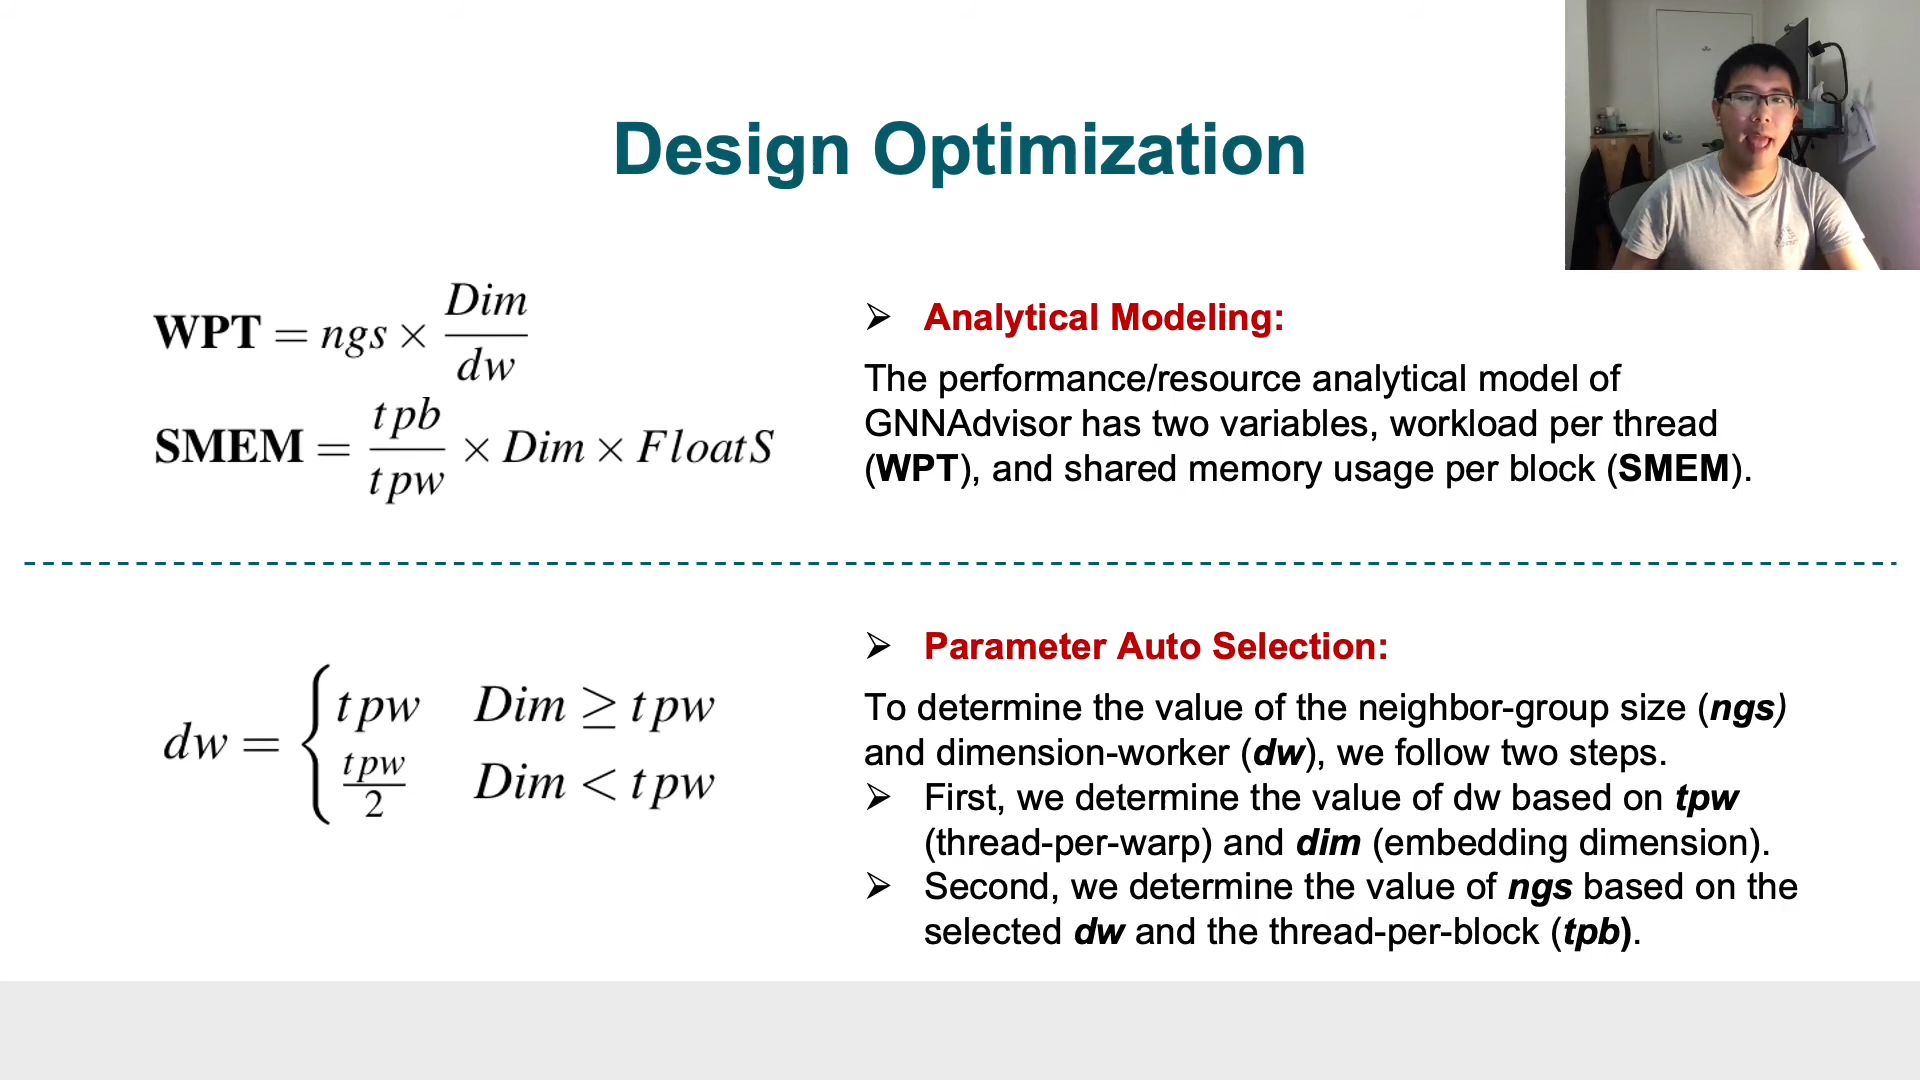 Design Optimization
WPT = ngs × Dim / dw
SMEM = tpb / tpw × Dim × FloatS
➢ Analytical Modeling:
The performance/resource analytical model of
GNNAdvisor has two variables, workload per thread
(WPT), and shared memory usage per block (SMEM).
dw = { tpw Dim ≥ tpw
tpw / 2 Dim < tpw
➢ Parameter Auto Selection:
To determine the value of the neighbor-group size (ngs)
and dimension-worker (dw), we follow two steps.
➢ First, we determine the value of dw based on tpw
(thread-per-warp) and dim (embedding dimension).
➢ Second, we determine the value of ngs based on the
selected dw and the thread-per-block (tpb).